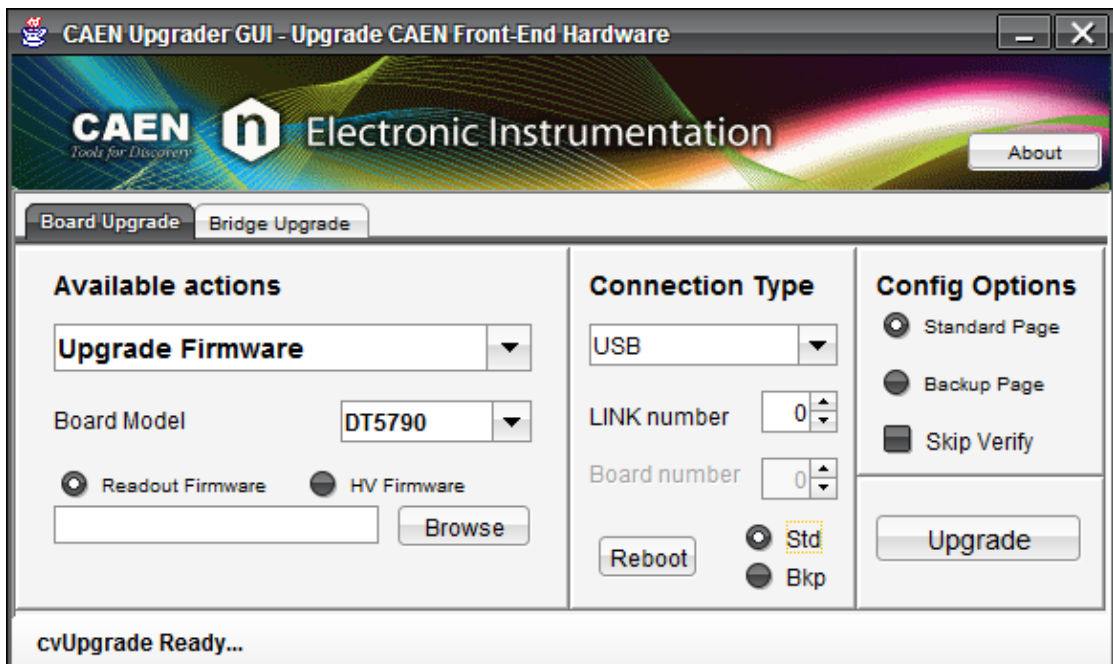 CAEN Upgrader GUI - Upgrade CAEN Front-End Hardware
CAEN
Tools for Discovery
n Electronic Instrumentation
About
Board Upgrade
Bridge Upgrade
Available actions
Upgrade Firmware
Board Model
DT5790
Readout Firmware
HV Firmware
Browse
Connection Type
USB
LINK number
0
Board number
0
Reboot
Std
Bkp
Config Options
Standard Page
Backup Page
Skip Verify
Upgrade
cvUpgrade Ready...